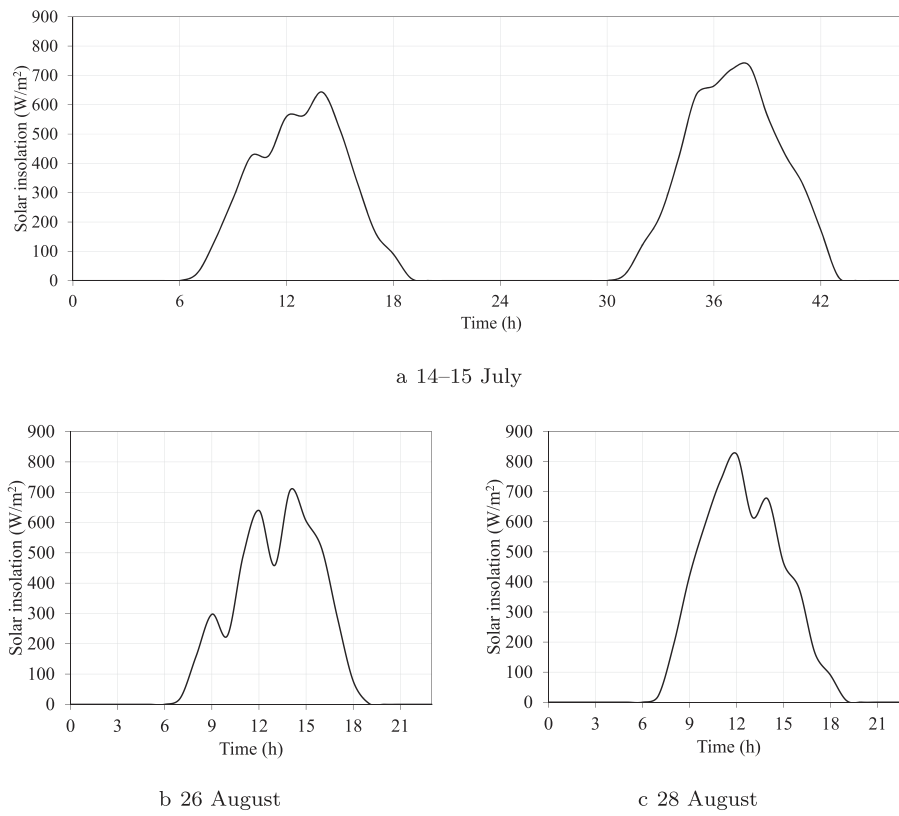 900
800
700
600
500
400
300
200
100
0
Solar insolation (W/m²)
0 6 12 18 24 30 36 42
Time (h)
a 14–15 July
900
800
700
600
500
400
300
200
100
0
Solar insolation (W/m²)
0 3 6 9 12 15 18 21
Time (h)
b 26 August
900
800
700
600
500
400
300
200
100
0
Solar insolation (W/m²)
0 3 6 9 12 15 18 21
Time (h)
c 28 August